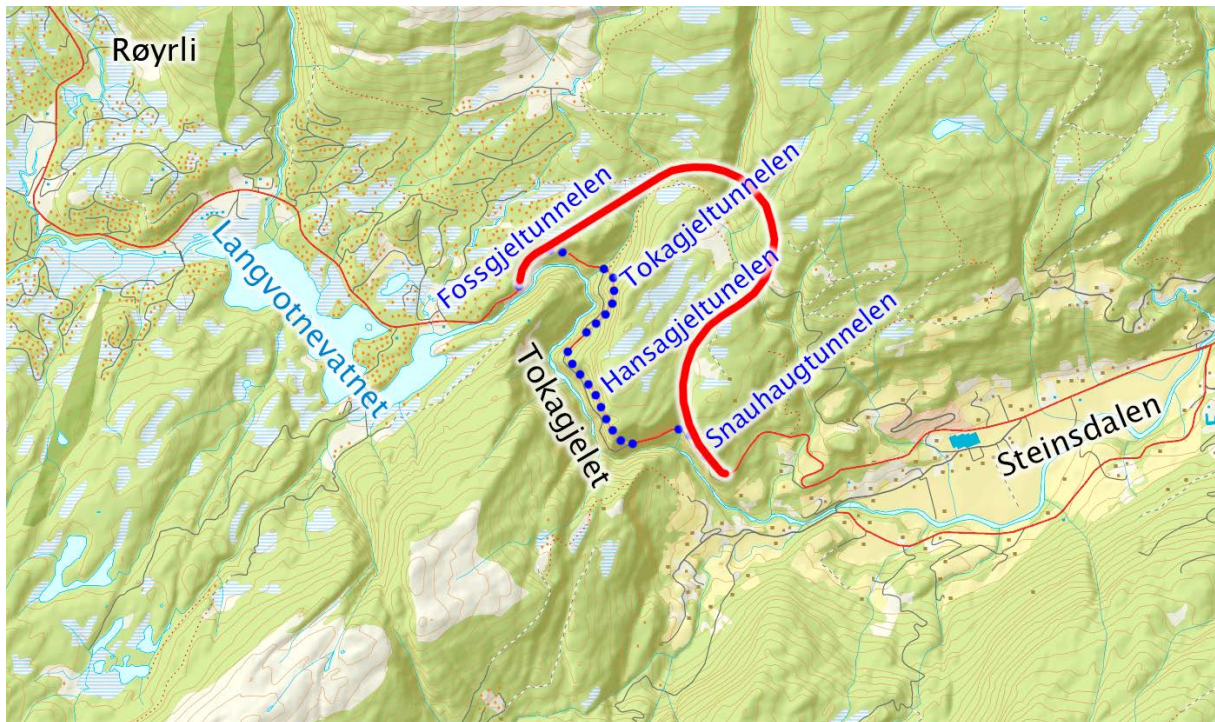 Røyrli
Fossgjeltunnelen
Tokagjeltunnelen
Langvotnevatnet
Hansagjeltunelen
Tokagjelet
Snauhaugtunnelen
Steinsdalen